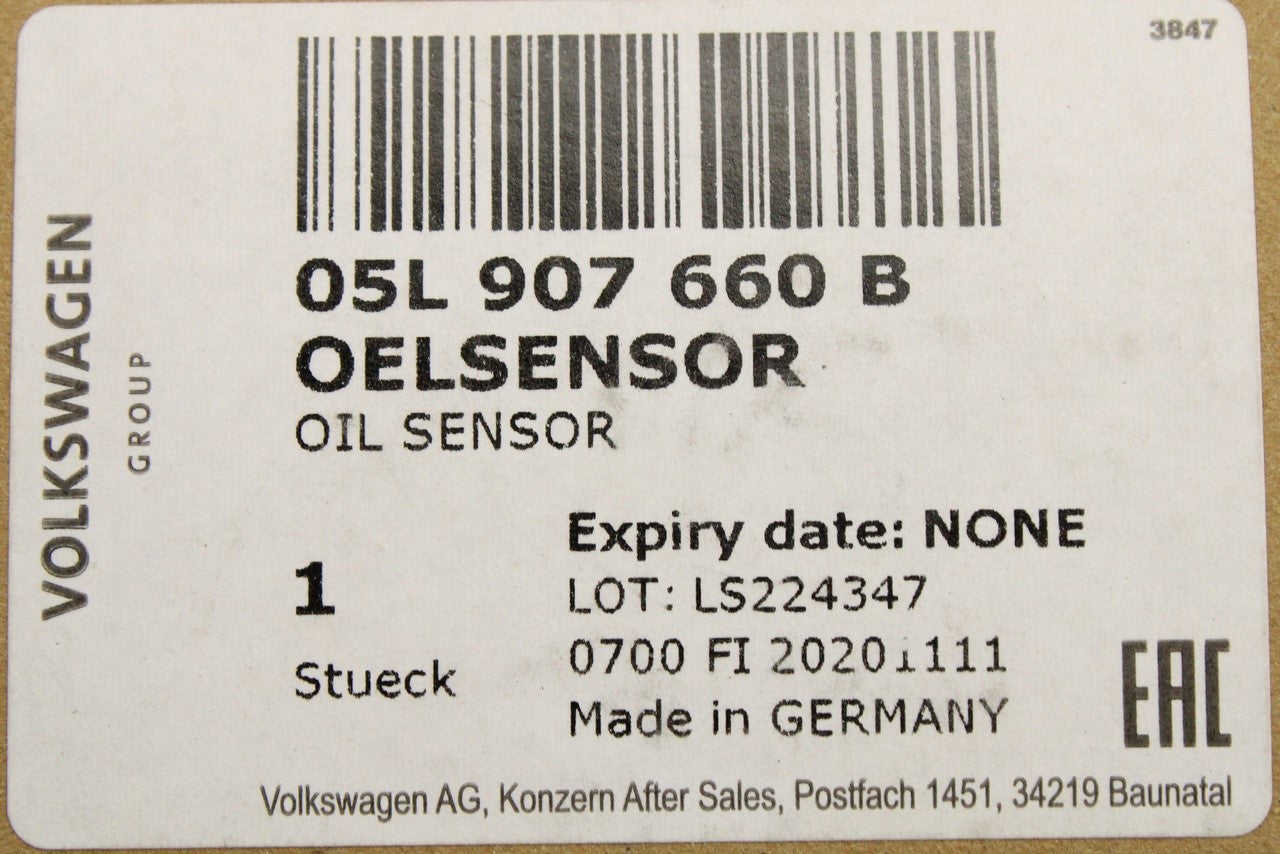 3847
VOLKSWAGEN
GROUP
05L 907 660 B
OELSENSOR
OIL SENSOR
1
Stueck
Expiry date: NONE
LOT: LS224347
0700 FI 20201111
Made in GERMANY
EAC
Volkswagen AG, Konzern After Sales, Postfach 1451, 34219 Baunatal